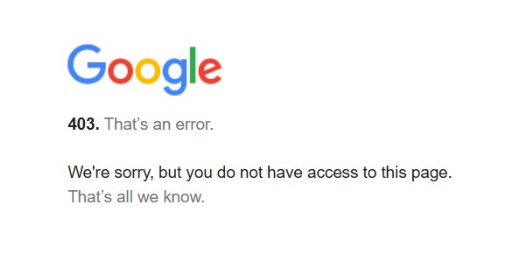 Google
403. That’s an error.
We're sorry, but you do not have access to this page.
That’s all we know.